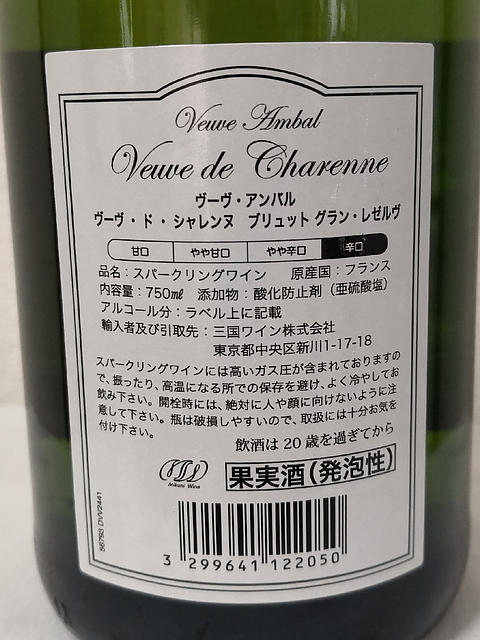 Veuve Ambal
Veuve de Charenne
ヴーヴ・アンバル
ヴーヴ・ド・シャレンヌ ブリュット グラン・レゼルヴ
甘口 やや甘口 やや辛口 辛口
品名：スパークリングワイン 原産国：フランス
内容量：750㎖ 添加物：酸化防止剤（亜硫酸塩）
アルコール分：ラベル上に記載
輸入者及び引取先：三国ワイン株式会社
東京都中央区新川1-17-18
スパークリングワインには高いガス圧が含まれておりますの
で、振ったり、高温になる所での保存を避け、よく冷やしてお
飲み下さい。開栓時には、絶対に人や顔に向けないように注
意して下さい。瓶は破損しやすいので、取扱には十分お気を
付け下さい。
飲酒は20歳を過ぎてから
Mikuni Wine
果実酒（発泡性）
56793 DVV2441
3 299641 122050